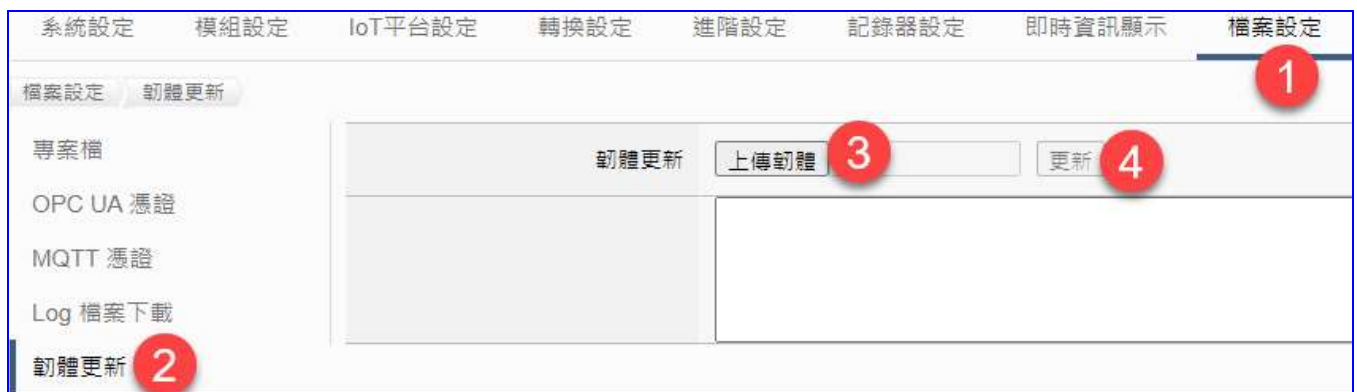 系統設定 模組設定 IoT平台設定 轉換設定 進階設定 記錄器設定 即時資訊顯示 檔案設定
1
檔案設定 韌體更新
專案檔
韌體更新 上傳韌體 3 更新 4
OPC UA 憑證
MQTT 憑證
Log 檔案下載
韌體更新 2